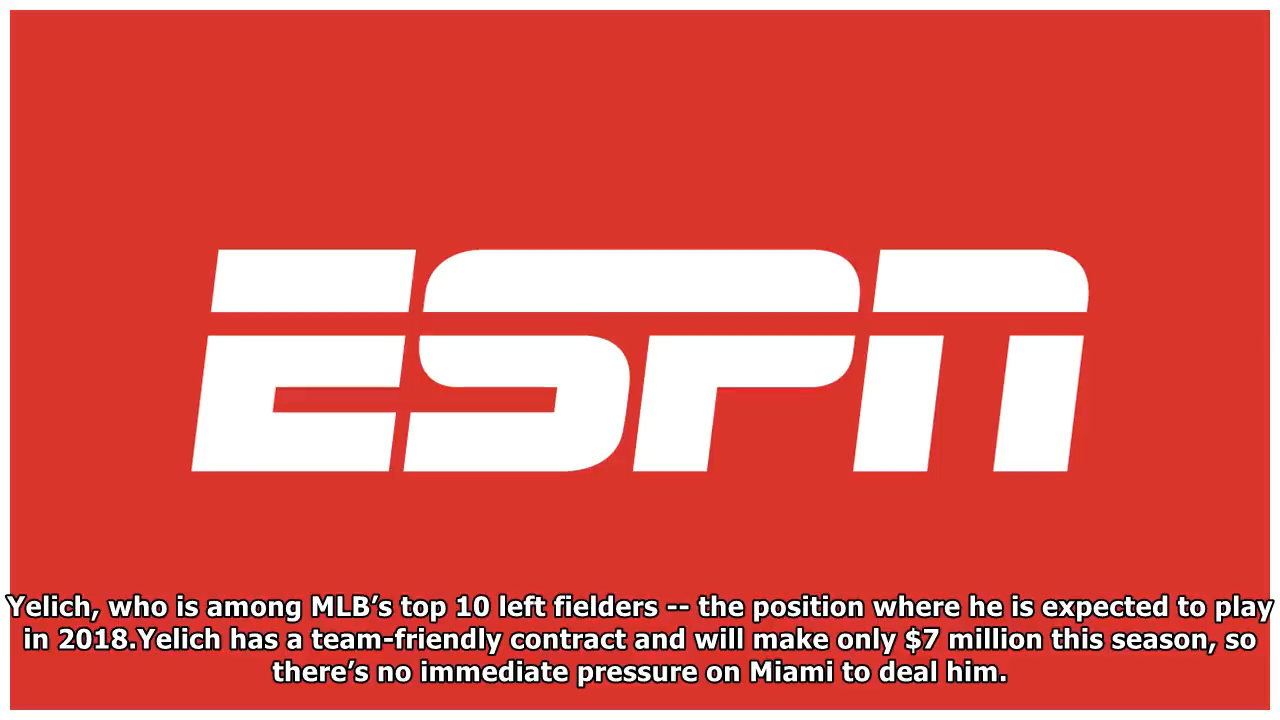 ESPN
Yelich, who is among MLB’s top 10 left fielders -- the position where he is expected to play
in 2018.Yelich has a team-friendly contract and will make only $7 million this season, so
there’s no immediate pressure on Miami to deal him.